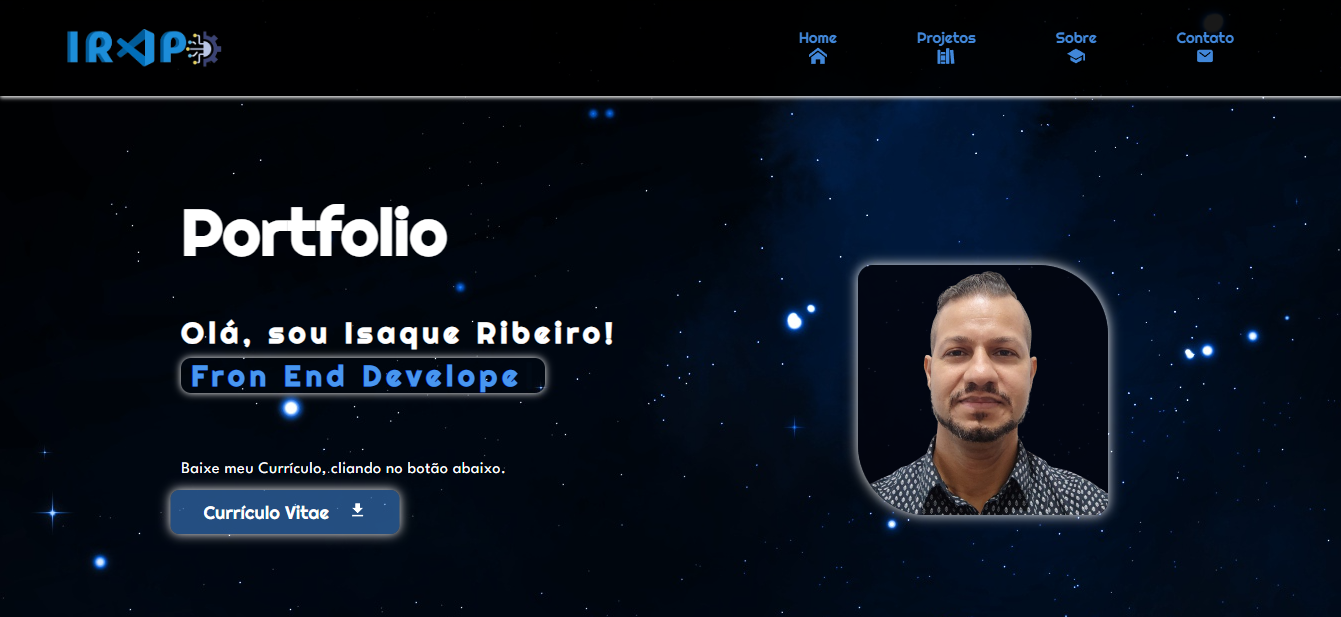 IRXP
Home
Projetos
Sobre
Contato
Portfolio
Olá, sou Isaque Ribeiro!
Fron End Develope
Baixe meu Currículo, cliando no botão abaixo.
Currículo Vitae